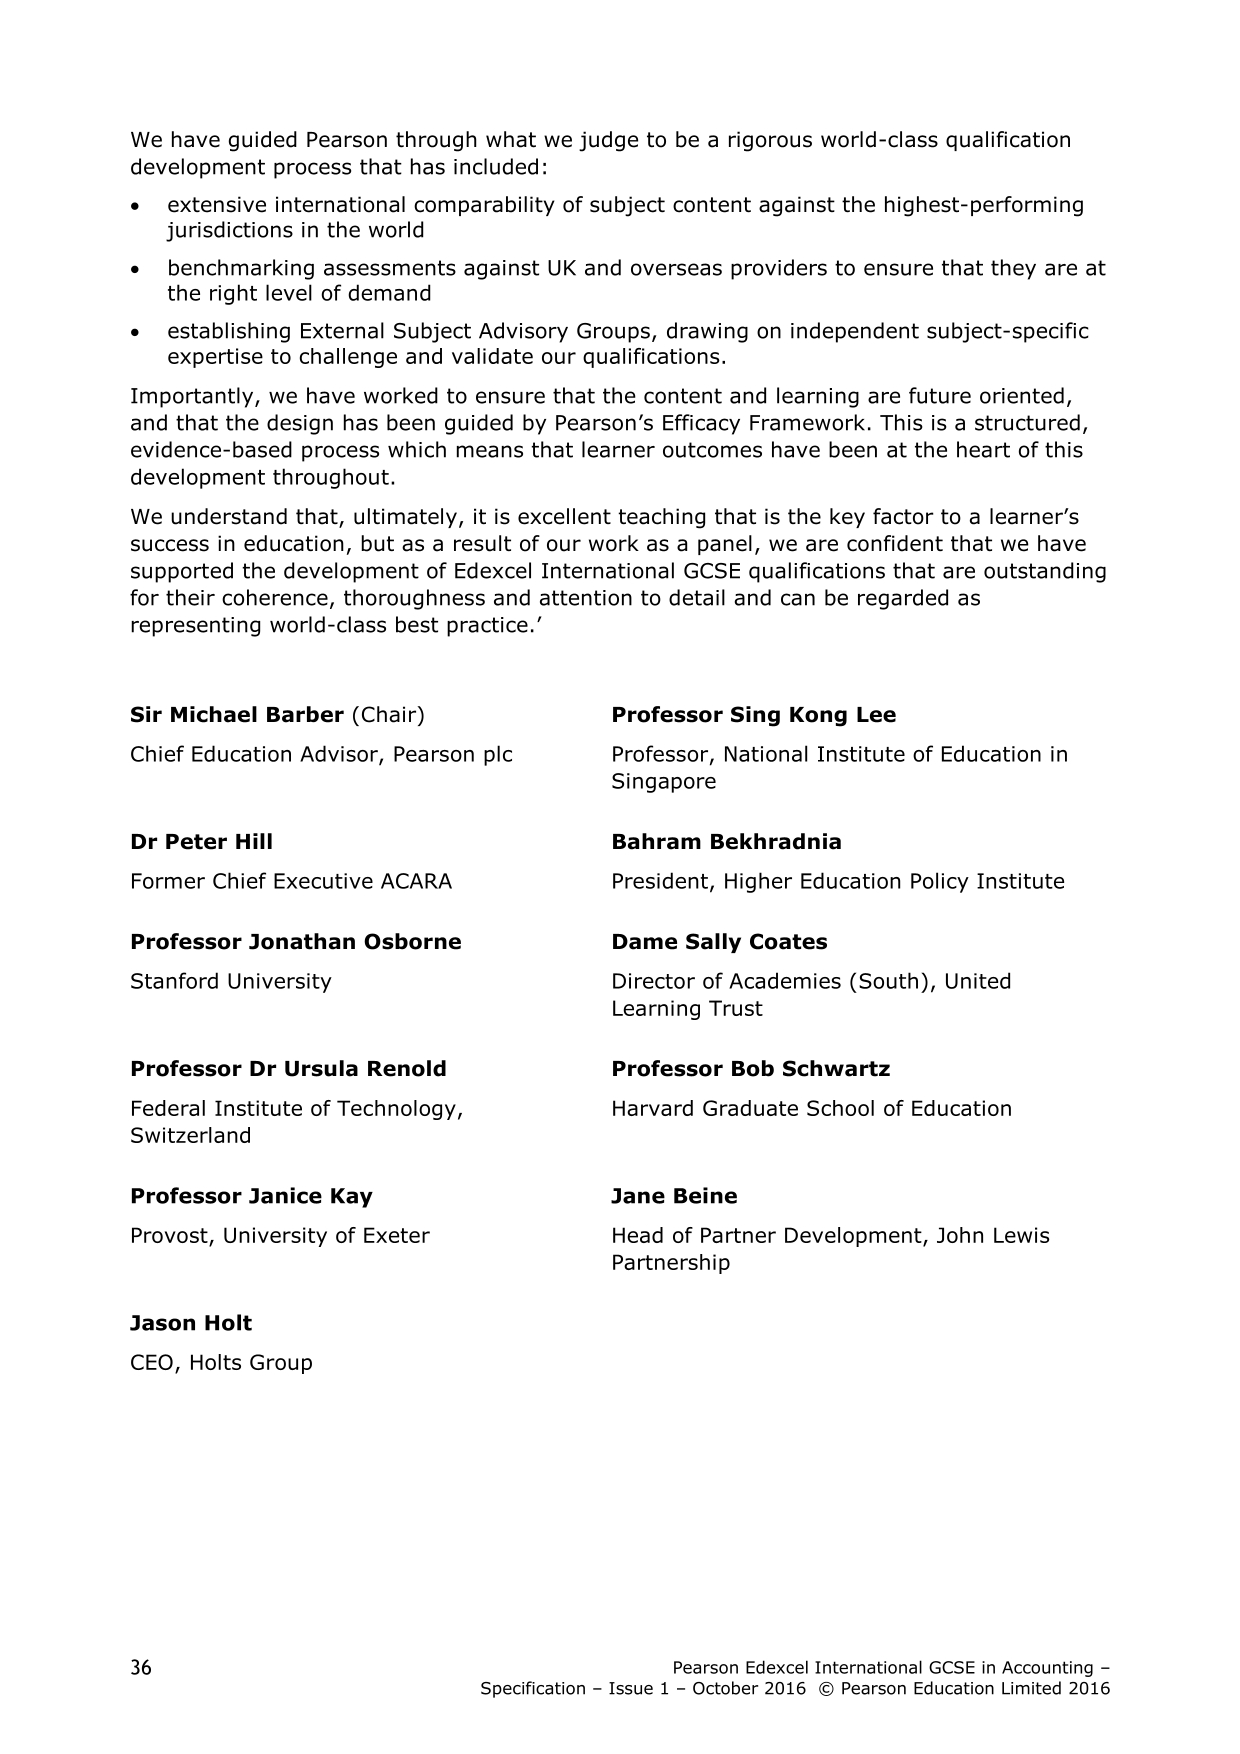 We have guided Pearson through what we judge to be a rigorous world-class qualification
development process that has included:
• extensive international comparability of subject content against the highest-performing
jurisdictions in the world
• benchmarking assessments against UK and overseas providers to ensure that they are at
the right level of demand
• establishing External Subject Advisory Groups, drawing on independent subject-specific
expertise to challenge and validate our qualifications.
Importantly, we have worked to ensure that the content and learning are future oriented,
and that the design has been guided by Pearson’s Efficacy Framework. This is a structured,
evidence-based process which means that learner outcomes have been at the heart of this
development throughout.
We understand that, ultimately, it is excellent teaching that is the key factor to a learner’s
success in education, but as a result of our work as a panel, we are confident that we have
supported the development of Edexcel International GCSE qualifications that are outstanding
for their coherence, thoroughness and attention to detail and can be regarded as
representing world-class best practice.’
Sir Michael Barber (Chair)
Chief Education Advisor, Pearson plc
Professor Sing Kong Lee
Professor, National Institute of Education in
Singapore
Dr Peter Hill
Former Chief Executive ACARA
Bahram Bekhradnia
President, Higher Education Policy Institute
Professor Jonathan Osborne
Stanford University
Dame Sally Coates
Director of Academies (South), United
Learning Trust
Professor Dr Ursula Renold
Federal Institute of Technology,
Switzerland
Professor Bob Schwartz
Harvard Graduate School of Education
Professor Janice Kay
Provost, University of Exeter
Jane Beine
Head of Partner Development, John Lewis
Partnership
Jason Holt
CEO, Holts Group
36
Pearson Edexcel International GCSE in Accounting –
Specification – Issue 1 – October 2016 © Pearson Education Limited 2016